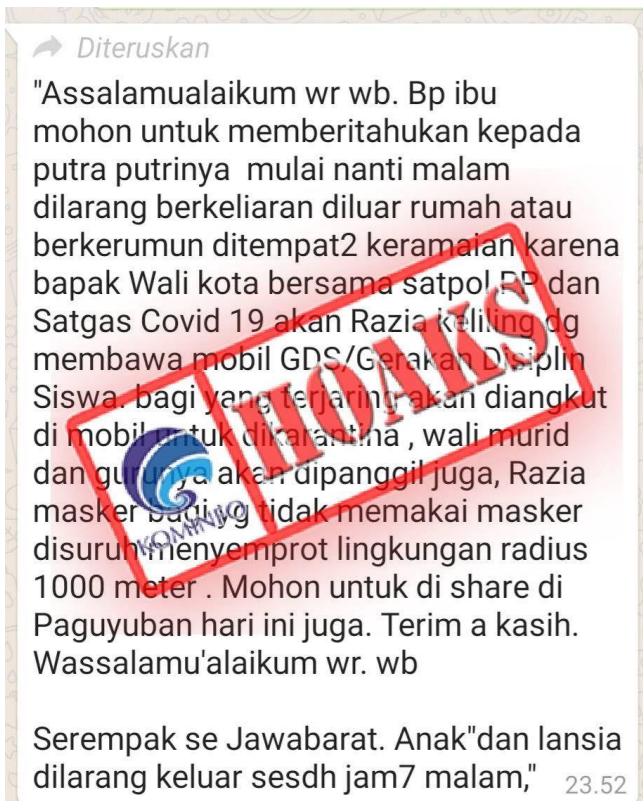 Diteruskan
"Assalamualaikum wr wb. Bp ibu
mohon untuk memberitahukan kepada
putra putrinya mulai nanti malam
dilarang berkeliaran diluar rumah atau
berkerumun ditempat2 keramaian karena
bapak Wali kota bersama satpol PP dan
Satgas Covid 19 akan Razia keliling dg
membawa mobil GDS/Gerakan Disiplin
Siswa. bagi yang terjaring akan diangkut
di mobil untuk dikarantina , wali murid
dan gurunya akan dipanggil juga, Razia
masker bagi yg tidak memakai masker
disuruh menyemprot lingkungan radius
1000 meter . Mohon untuk di share di
Paguyuban hari ini juga. Terim a kasih.
Wassalamu'alaikum wr. wb
Serempak se Jawabarat. Anak"dan lansia
dilarang keluar sesdh jam7 malam,"
23.52
HOAKS
KOMINFO